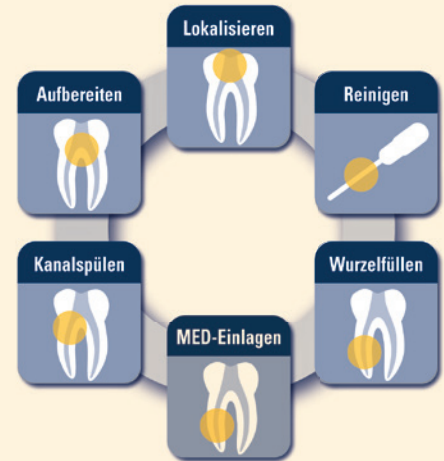 Lokalisieren
Aufbereiten
Reinigen
Kanalspülen
Wurzelfüllen
MED-Einlagen